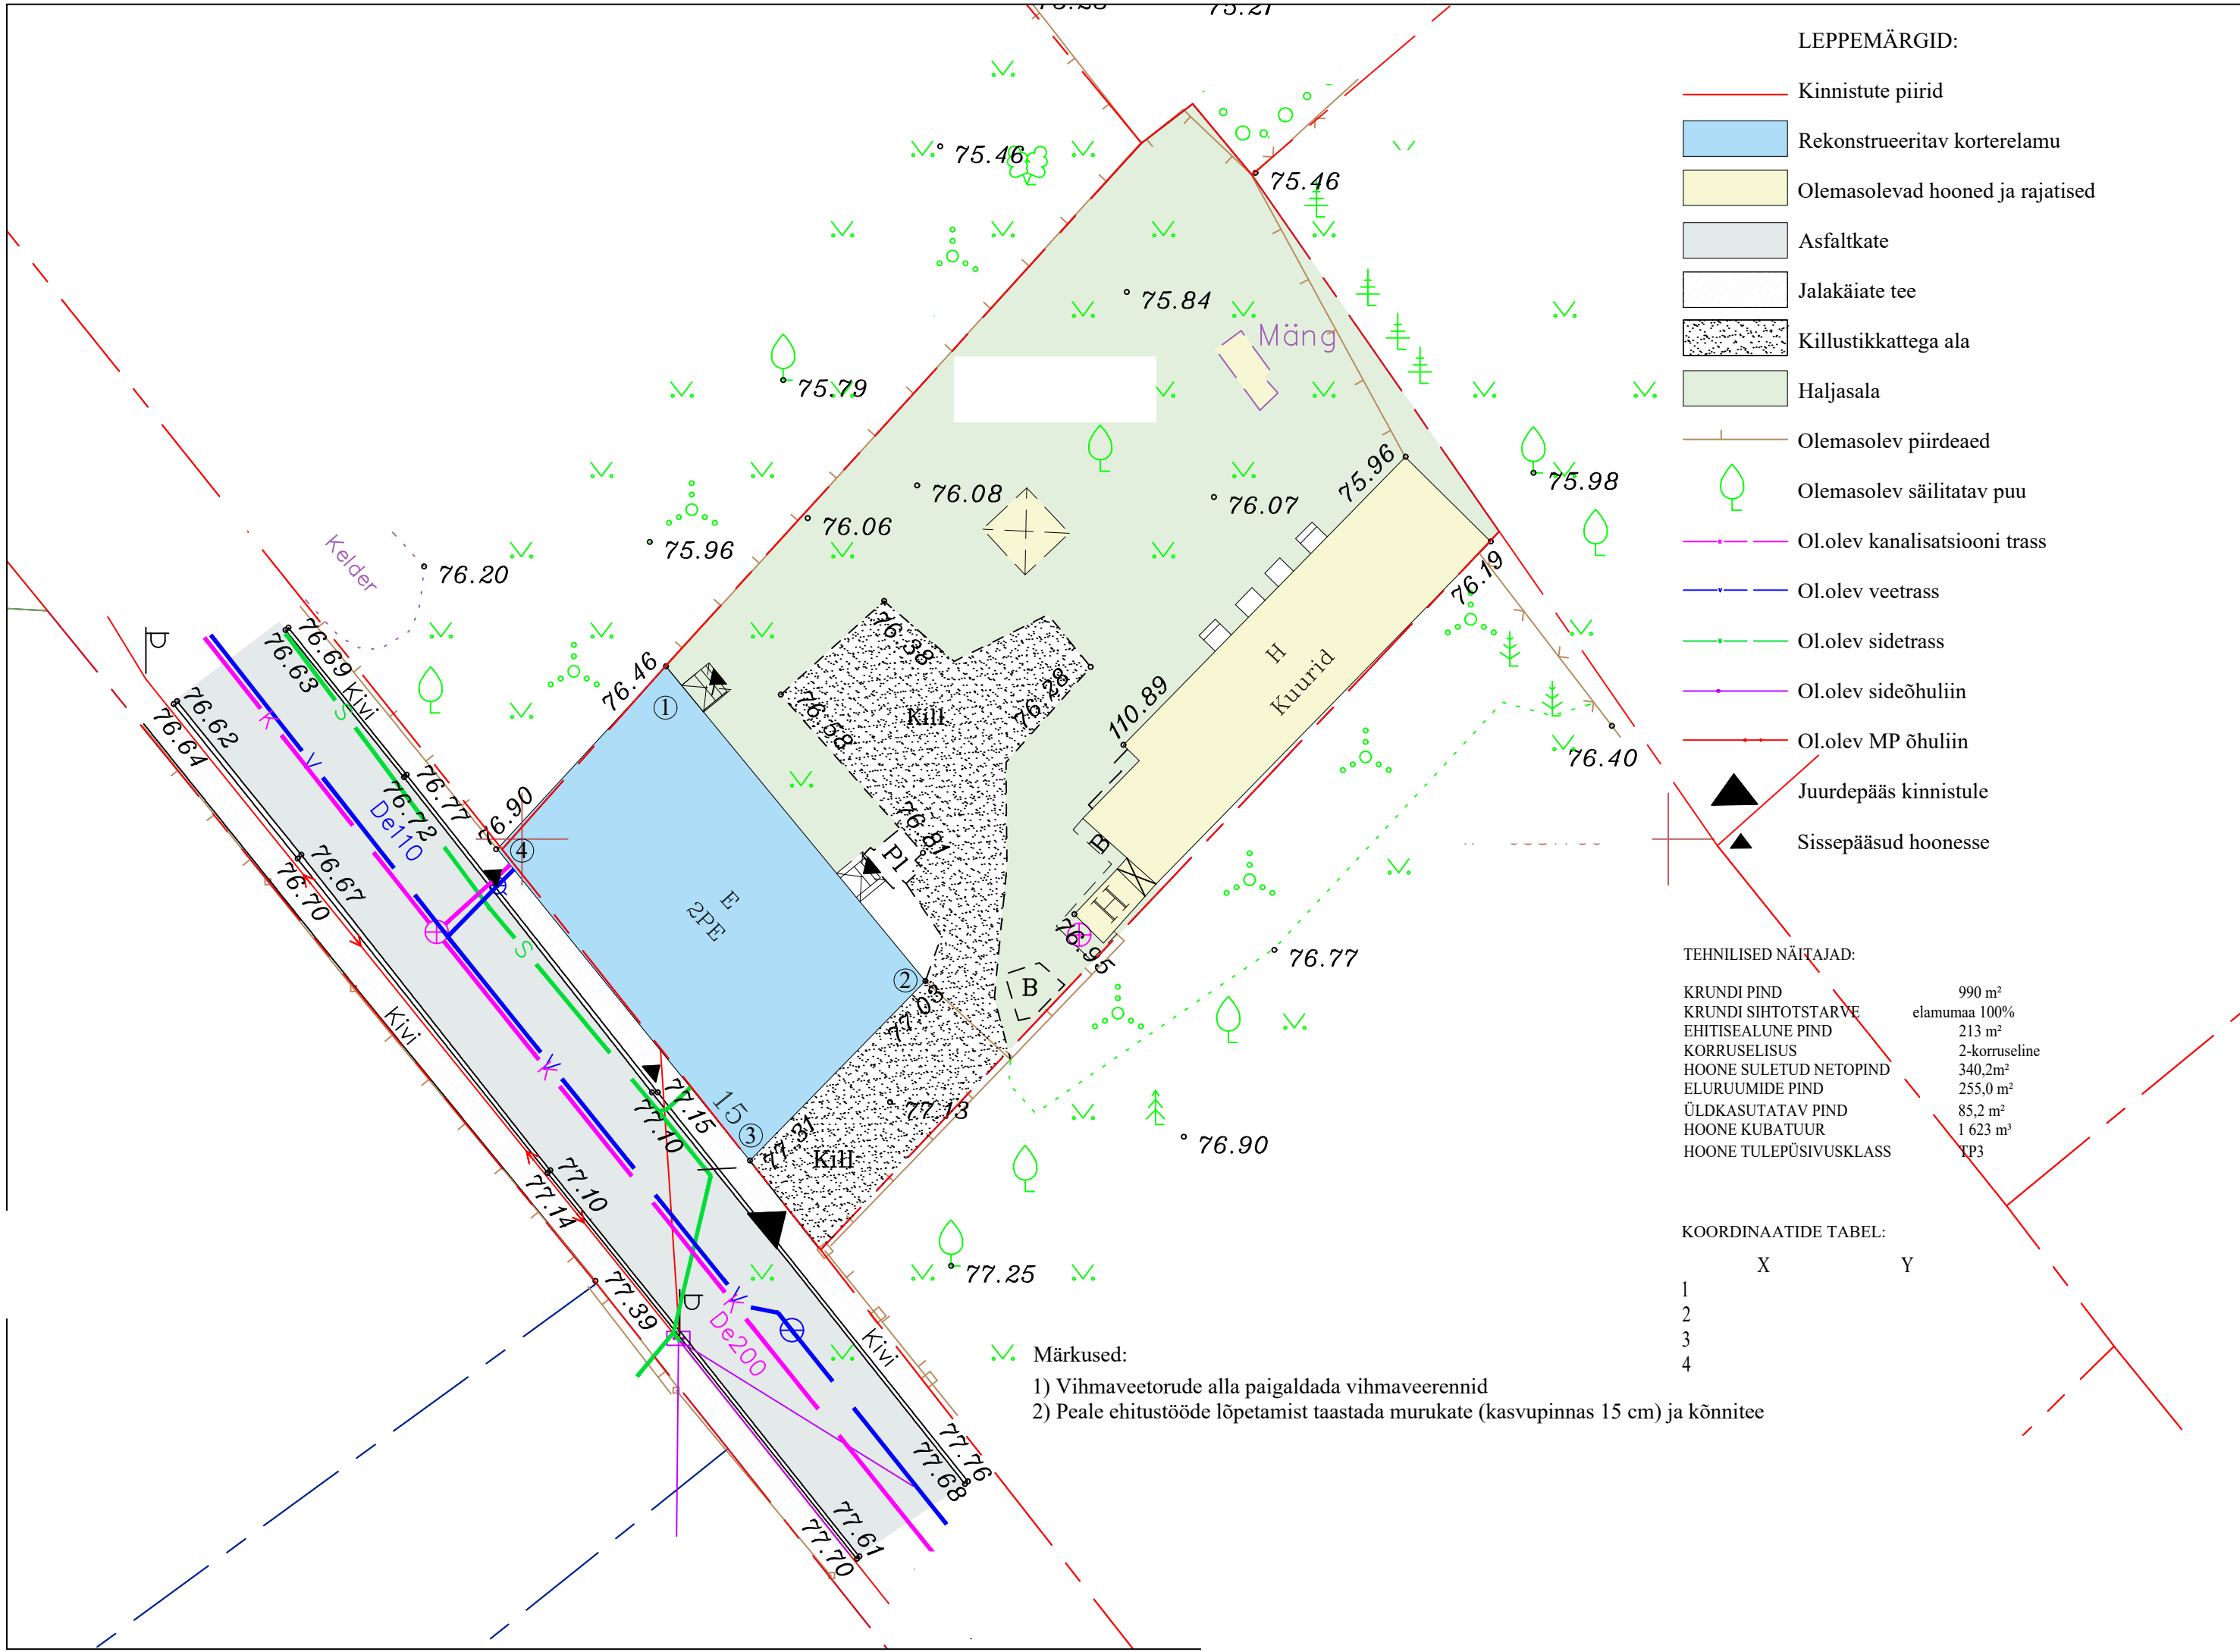 75.21
LEPPEMÄRGID:
Kinnistute piirid
Rekonstrueeritav korterelamu
Olemasolevad hooned ja rajatised
Asfaltkate
Jalakäiate tee
Killustikkattega ala
Haljasala
Olemasolev piirdeaed
Olemasolev säilitatav puu
Ol.olev kanalisatsiooni trass
Ol.olev veetrass
Ol.olev sidetrass
Ol.olev sideõhuliin
Ol.olev MP õhuliin
Juurdepääs kinnistule
Sissepääsud hoonesse
TEHNILISED NÄITAJAD:
KRUNDI PIND 990 m²
KRUNDI SIHTOTSTARVE elamumaa 100%
EHITISEALUNE PIND 213 m²
KORRUSELISUS 2-korruseline
HOONE SULETUD NETOPIND 340,2m²
ELURUUMIDE PIND 255,0 m²
ÜLDKASUTATAV PIND 85,2 m²
HOONE KUBATUUR 1 623 m³
HOONE TULEPÜSIVUSKLASS TP3
KOORDINAATIDE TABEL:
X Y
1
2
3
4
Märkused:
1) Vihmaveetorude alla paigaldada vihmaveerennid
2) Peale ehitustööde lõpetamist taastada murukate (kasvupinnas 15 cm) ja kõnnitee
75.46
75.46
75.84
Mäng
75.79
75.96
75.98
76.08
76.07
76.06
75.96
76.20
Kelder
76.19
76.69
76.63
Kivi
76.46
76.38
76.28
76.58
Kill
H
Kuurid
110.89
76.40
76.62
76.64
K
V
S
De110
76.77
76.72
6.90
1
4
76.81
Pl
B
H
76.67
76.70
E
2PE
S
76.95
76.77
2
B
77.03
Kivi
V
K
77.15
77.10
15
3
77.31
77.13
Kill
76.90
77.10
77.14
77.25
77.39
V
K
De200
Kivi
77.76
77.68
77.61
77.70